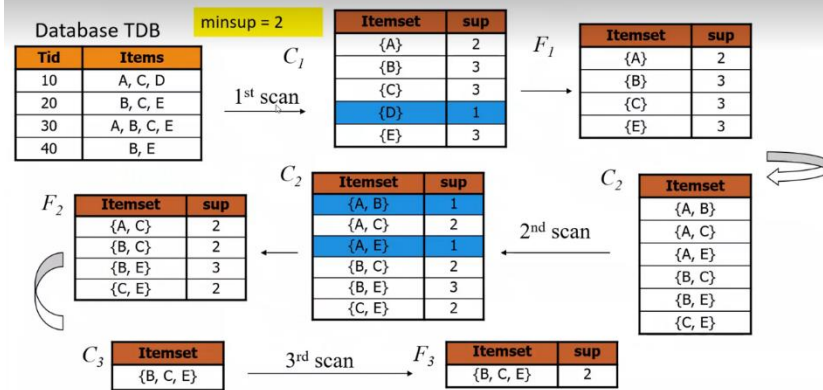 Database TDB
minsup = 2
Tid Items
10 A, C, D
20 B, C, E
30 A, B, C, E
40 B, E
1st scan
C1
Itemset sup
{A} 2
{B} 3
{C} 3
{D} 1
{E} 3
F1
Itemset sup
{A} 2
{B} 3
{C} 3
{E} 3
C2
Itemset
{A, B}
{A, C}
{A, E}
{B, C}
{B, E}
{C, E}
2nd scan
C2
Itemset sup
{A, B} 1
{A, C} 2
{A, E} 1
{B, C} 2
{B, E} 3
{C, E} 2
F2
Itemset sup
{A, C} 2
{B, C} 2
{B, E} 3
{C, E} 2
C3
Itemset
{B, C, E}
3rd scan
F3
Itemset sup
{B, C, E} 2